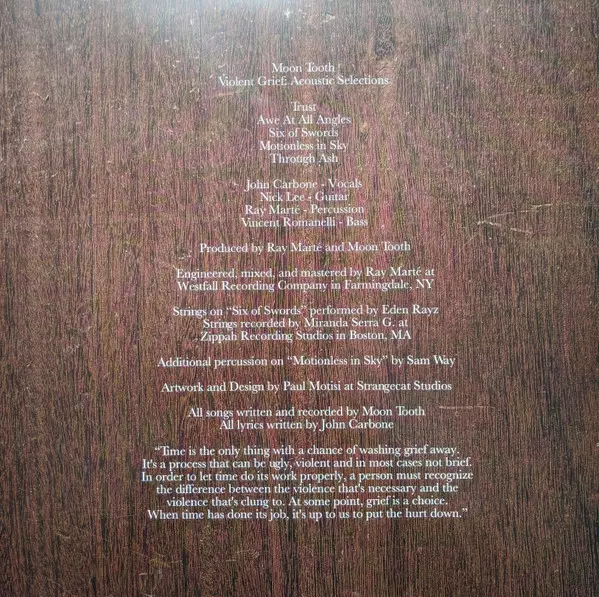 Moon Tooth
Violent Grief: Acoustic Selections
Trust
Awe At All Angles
Six of Swords
Motionless in Sky
Through Ash
John Carbone - Vocals
Nick Lee - Guitar
Ray Marté - Percussion
Vincent Romanelli - Bass
Produced by Ray Marté and Moon Tooth
Engineered, mixed, and mastered by Ray Marté at
Westfall Recording Company in Farmingdale, NY
Strings on “Six of Swords” performed by Eden Rayz
Strings recorded by Miranda Serra G. at
Zippah Recording Studios in Boston, MA
Additional percussion on “Motionless in Sky” by Sam Way
Artwork and Design by Paul Motisi at Strangecat Studios
All songs written and recorded by Moon Tooth
All lyrics written by John Carbone
“Time is the only thing with a chance of washing grief away.
It's a process that can be ugly, violent and in most cases not brief.
In order to let time do its work properly, a person must recognize
the difference between the violence that's necessary and the
violence that's clung to. At some point, grief is a choice.
When time has done its job, it's up to us to put the hurt down.”